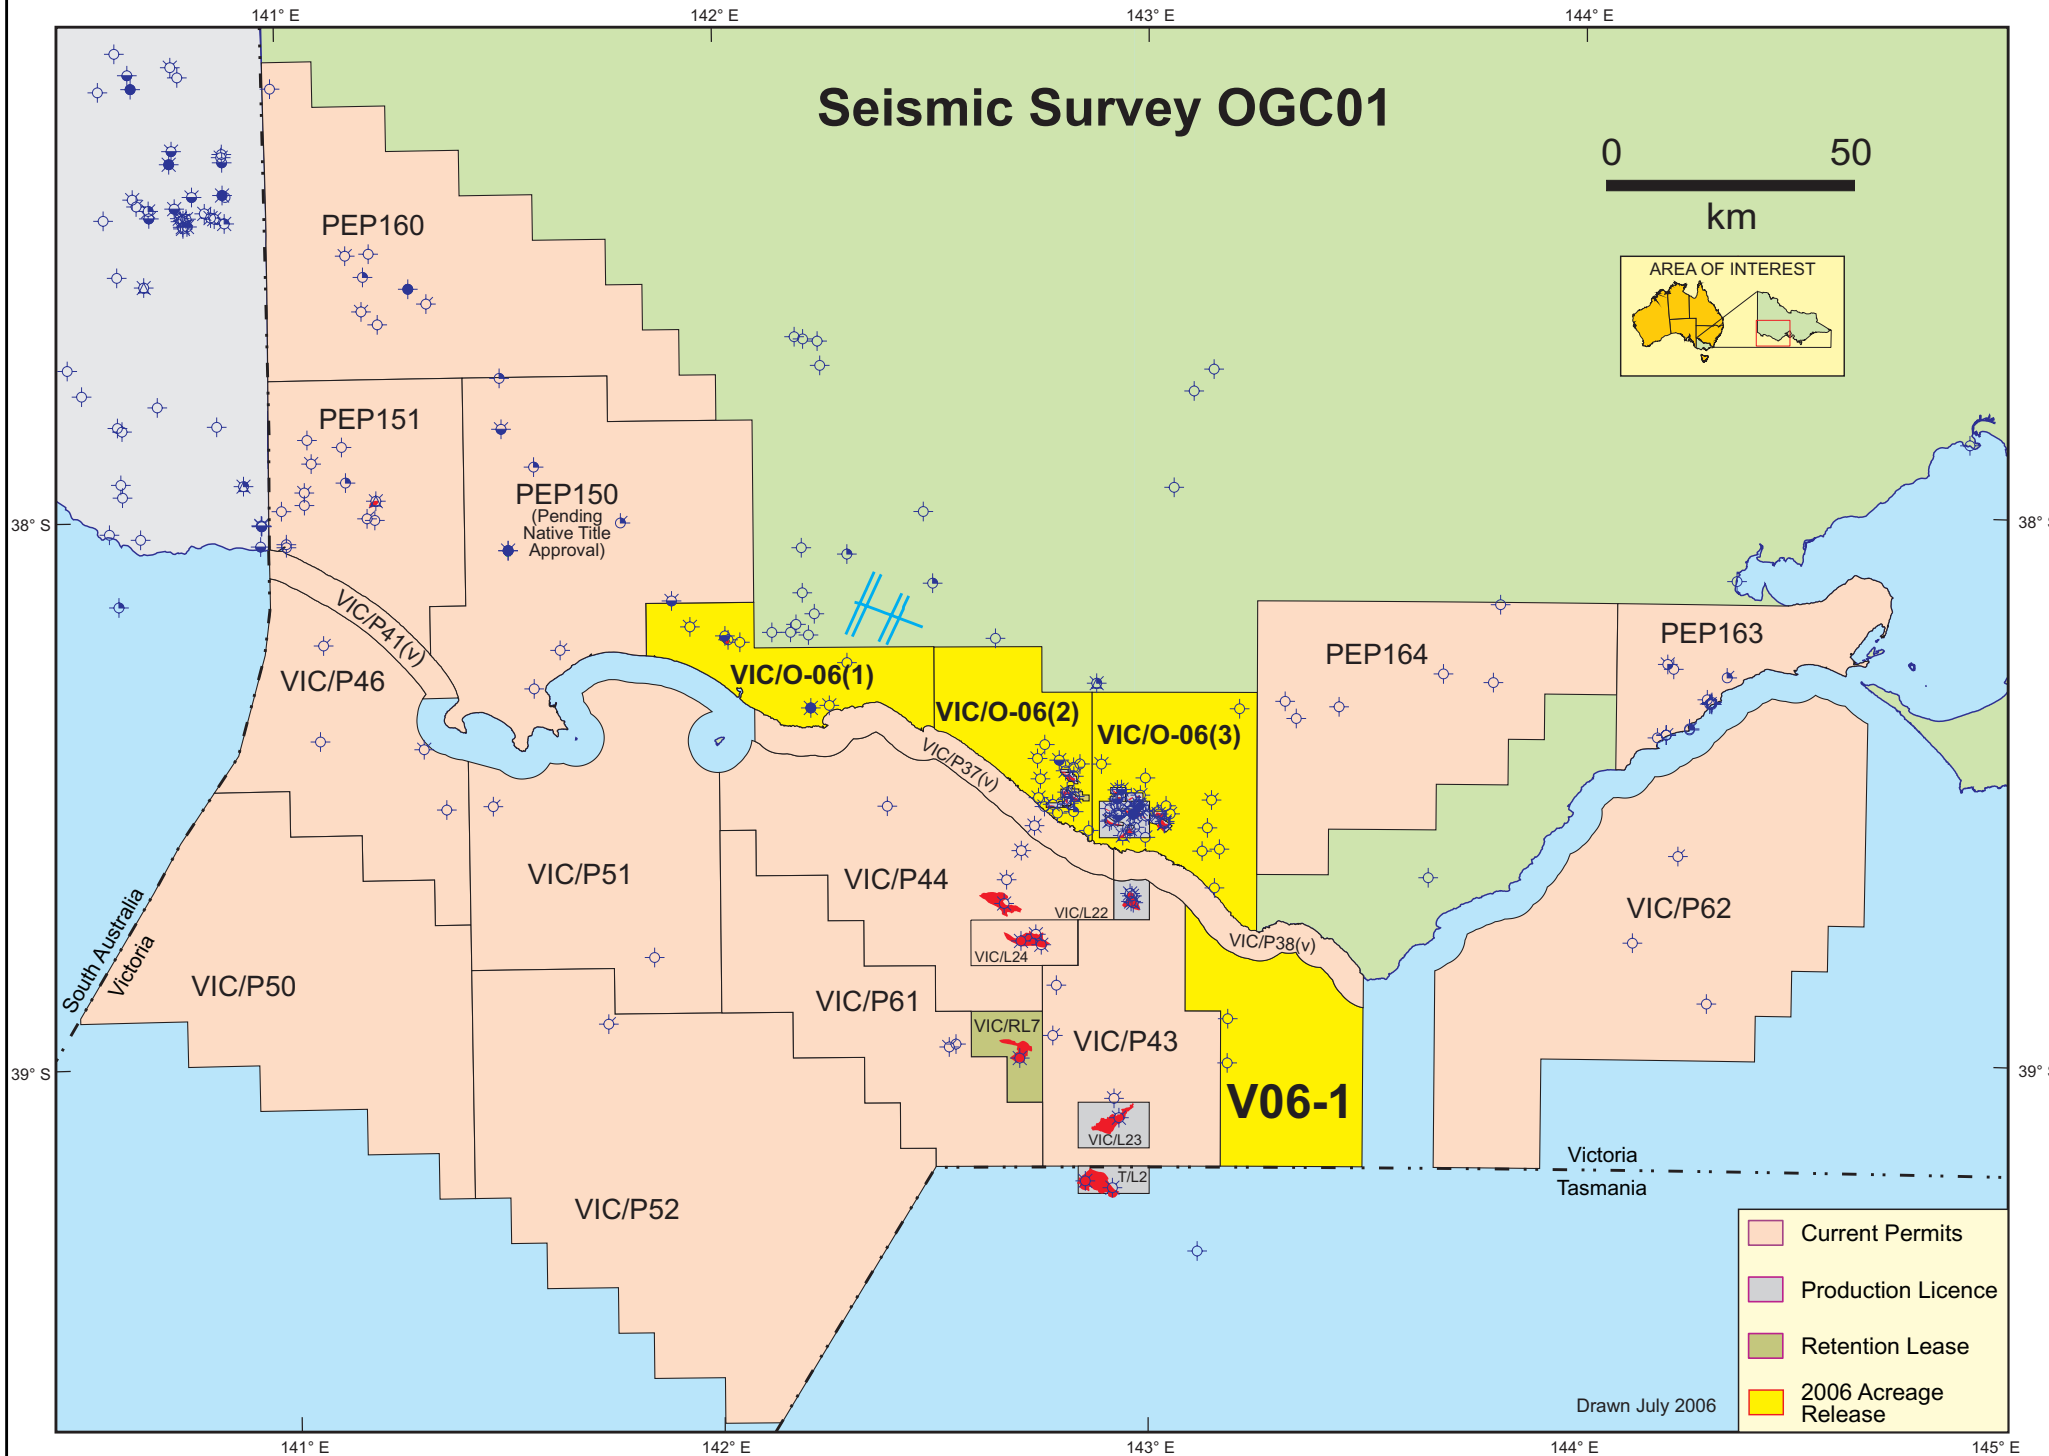 141° E
142° E
143° E
144° E
Seismic Survey OGC01
0 50
km
AREA OF INTEREST
PEP160
PEP151
PEP150
(Pending
Native Title
Approval)
38° S
38° S
VIC/P41(v)
VIC/P46
VIC/O-06(1)
VIC/O-06(2)
VIC/O-06(3)
PEP164
PEP163
VIC/P37(v)
VIC/P51
VIC/P44
VIC/L22
VIC/P62
VIC/P38(v)
VIC/L24
South Australia
Victoria
VIC/P50
VIC/P61
VIC/RL7
VIC/P43
39° S
39° S
V06-1
VIC/L23
T/L2
Victoria
Tasmania
VIC/P52
Current Permits
Production Licence
Retention Lease
2006 Acreage
Release
Drawn July 2006
141° E
142° E
143° E
144° E
145° E